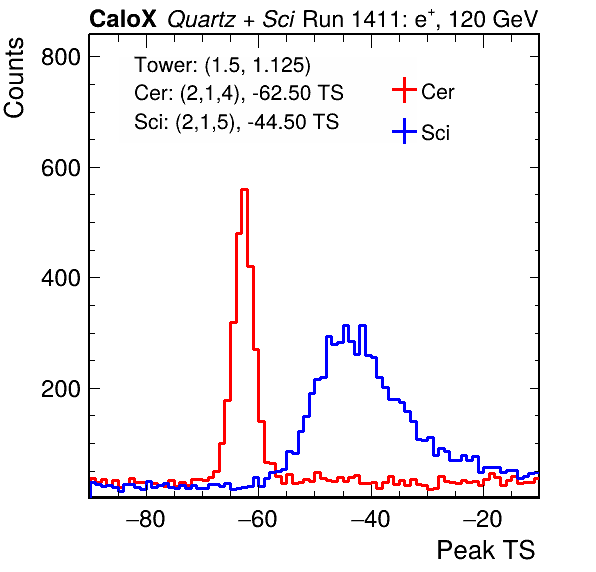 CaloX Quartz + Sci Run 1411: e⁺, 120 GeV
Counts
800
600
400
200
Tower: (1.5, 1.125)
Cer: (2,1,4), -62.50 TS
Sci: (2,1,5), -44.50 TS
Cer
Sci
−80 −60 −40 −20
Peak TS